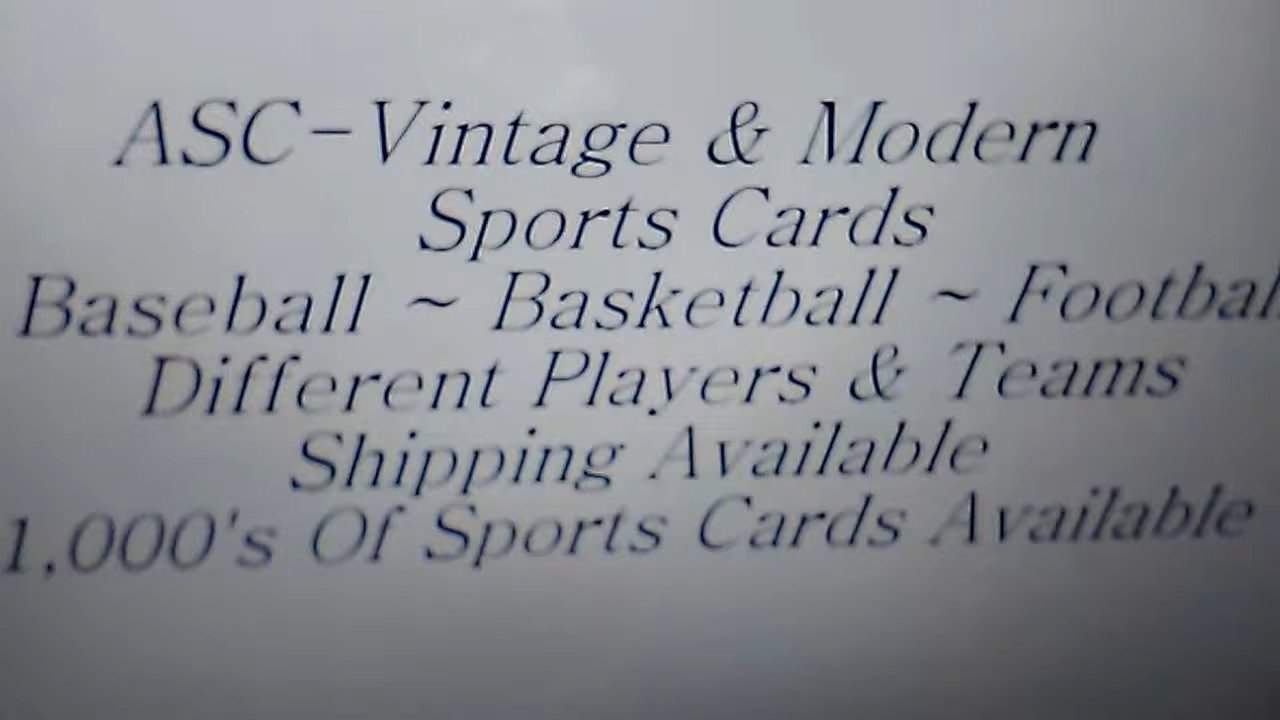 ASC-Vintage & Modern
Sports Cards
Baseball ~ Basketball ~ Footbal
Different Players & Teams
Shipping Available
1,000's Of Sports Cards Available